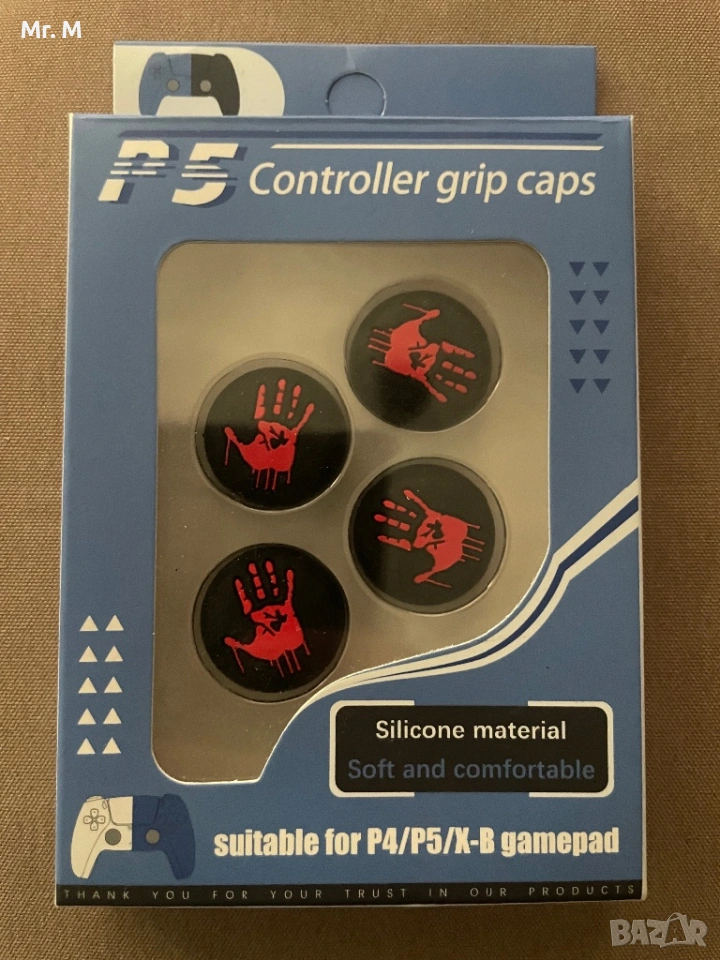 Mr. M
P5 Controller grip caps
Silicone material
Soft and comfortable
suitable for P4/P5/X-B gamepad
THANK YOU FOR YOUR TRUST IN OUR PRODUCTS
BAZAR